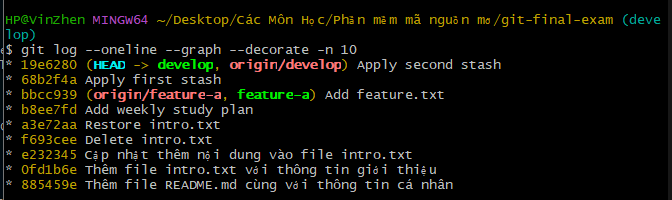 HP@VinZhen MINGW64 ~/Desktop/Các Môn Học/Phần mềm mã nguồn mở/git-final-exam (deve
lop)
$ git log --oneline --graph --decorate -n 10
* 19e6280 (HEAD -> develop, origin/develop) Apply second stash
* 68b2f4a Apply first stash
* bbcc939 (origin/feature-a, feature-a) Add feature.txt
* b8ee7fd Add weekly study plan
* a3e72aa Restore intro.txt
* f693cee Delete intro.txt
* e232345 Cập nhật thêm nội dung vào file intro.txt
* 0fd1b6e Thêm file intro.txt với thông tin giới thiệu
* 885459e Thêm file README.md cùng với thông tin cá nhân